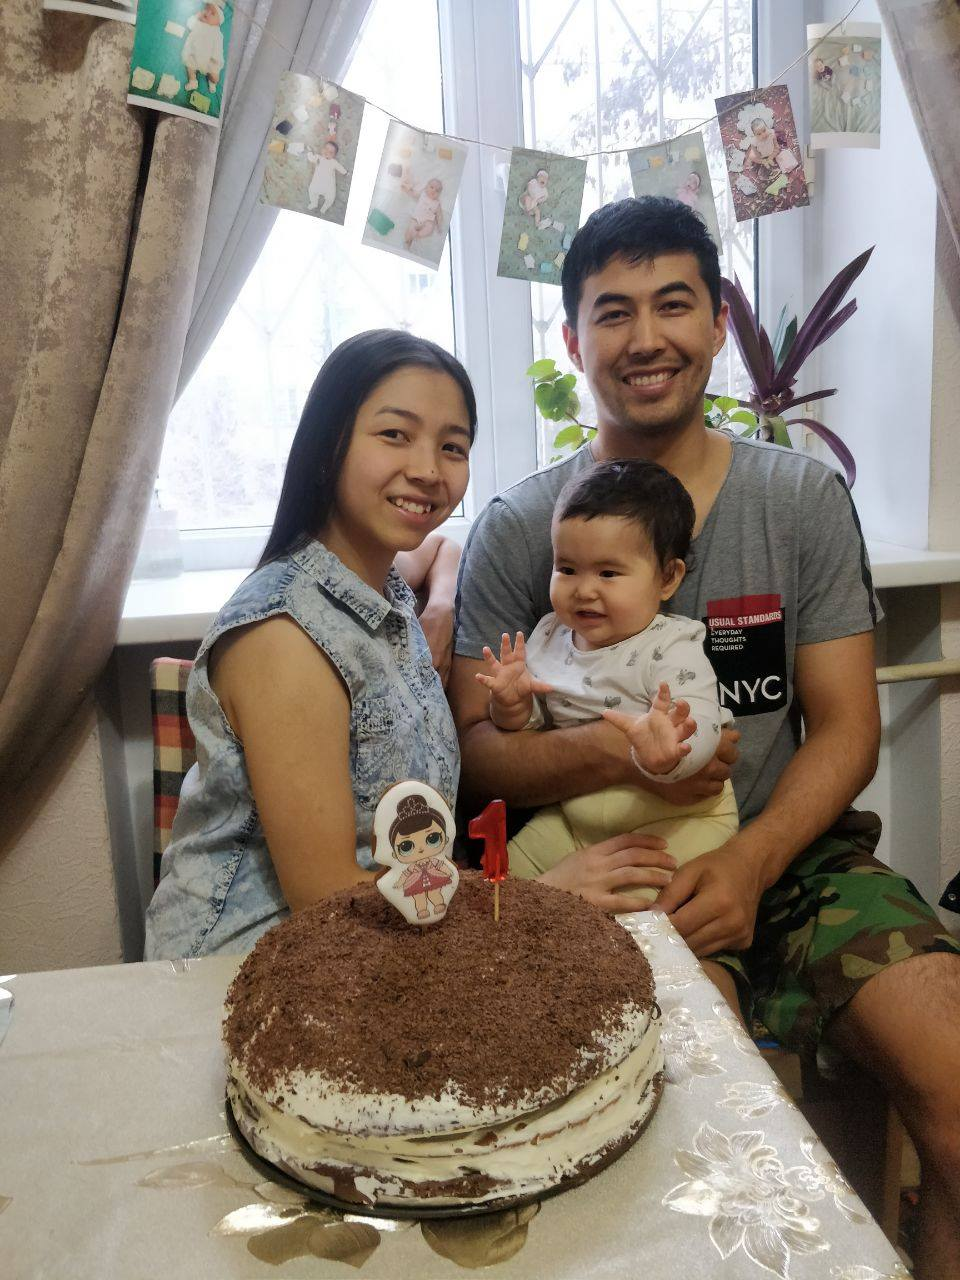 USUAL STANDARDS
EVERYDAY
THOUGHTS
REQUIRED
NYC
1